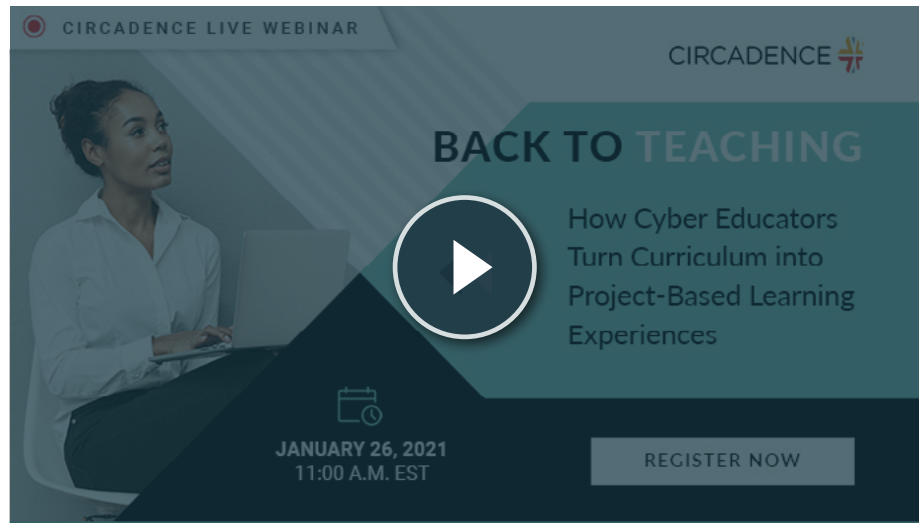 CIRCADENCE LIVE WEBINAR
CIRCADENCE
BACK TO TEACHING
How Cyber Educators
Turn Curriculum into
Project-Based Learning
Experiences
JANUARY 26, 2021
11:00 A.M. EST
REGISTER NOW